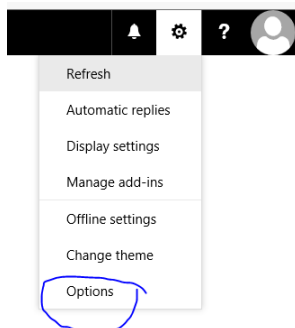 ?
Refresh
Automatic replies
Display settings
Manage add-ins
Offline settings
Change theme
Options